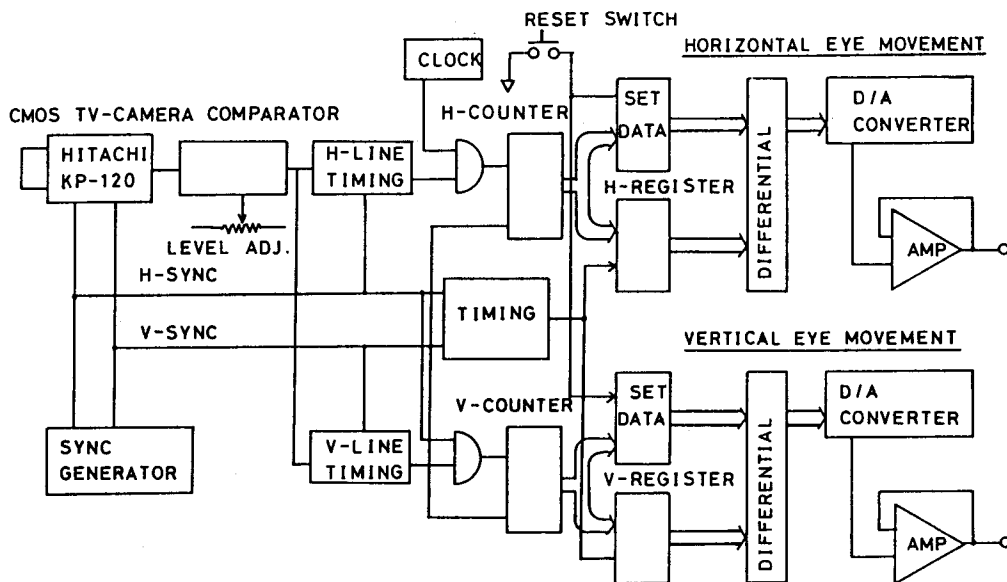 RESET SWITCH
HORIZONTAL EYE MOVEMENT
CLOCK
CMOS TV-CAMERA COMPARATOR
H-COUNTER
SET
DATA
D/A
CONVERTER
HITACHI
KP-120
H-LINE
TIMING
H-REGISTER
DIFFERENTIAL
LEVEL ADJ.
AMP
H-SYNC
TIMING
V-SYNC
VERTICAL EYE MOVEMENT
V-COUNTER
SET
DATA
D/A
CONVERTER
SYNC
GENERATOR
V-LINE
TIMING
V-REGISTER
DIFFERENTIAL
AMP